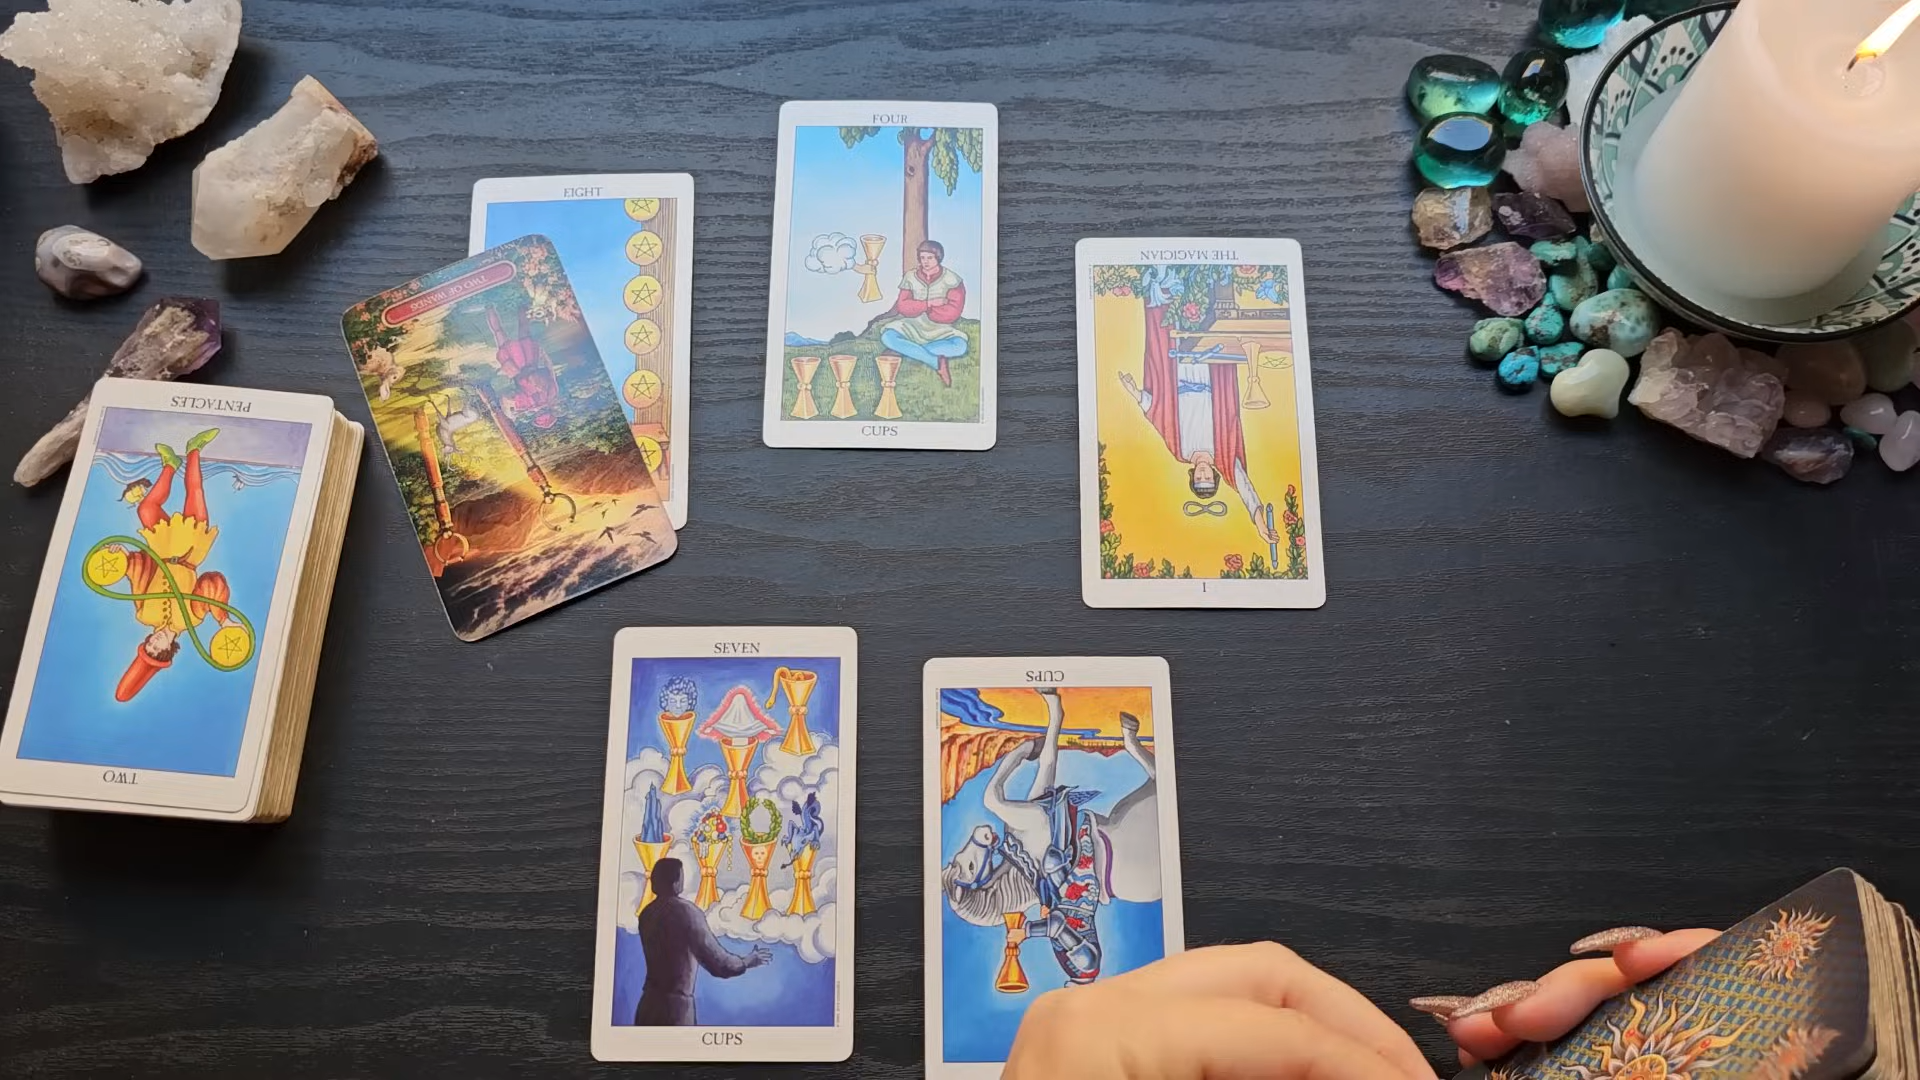 FOUR
CUPS
EIGHT
TWO OF WANDS
THE MAGICIAN
I
PENTACLES
TWO
SEVEN
CUPS
CUPS